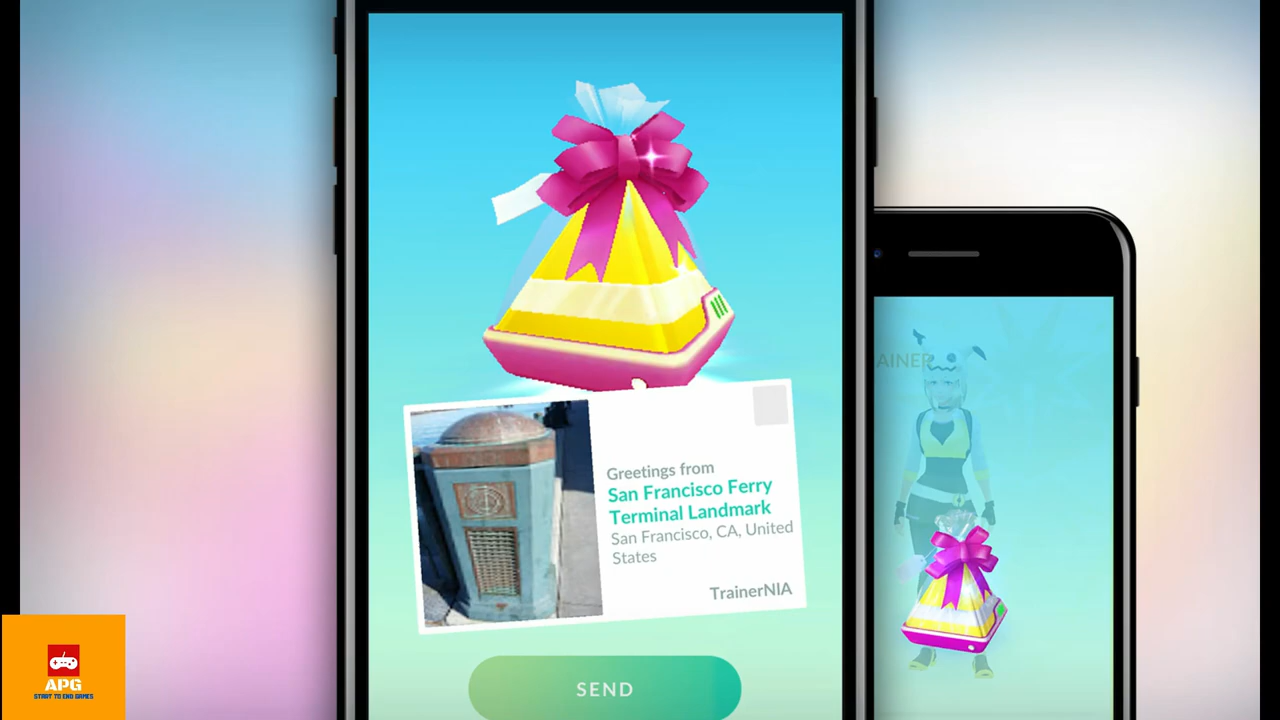 Greetings from
San Francisco Ferry
Terminal Landmark
San Francisco, CA, United
States
TrainerNIA
SEND
AINER
APG
START TO END GAMES